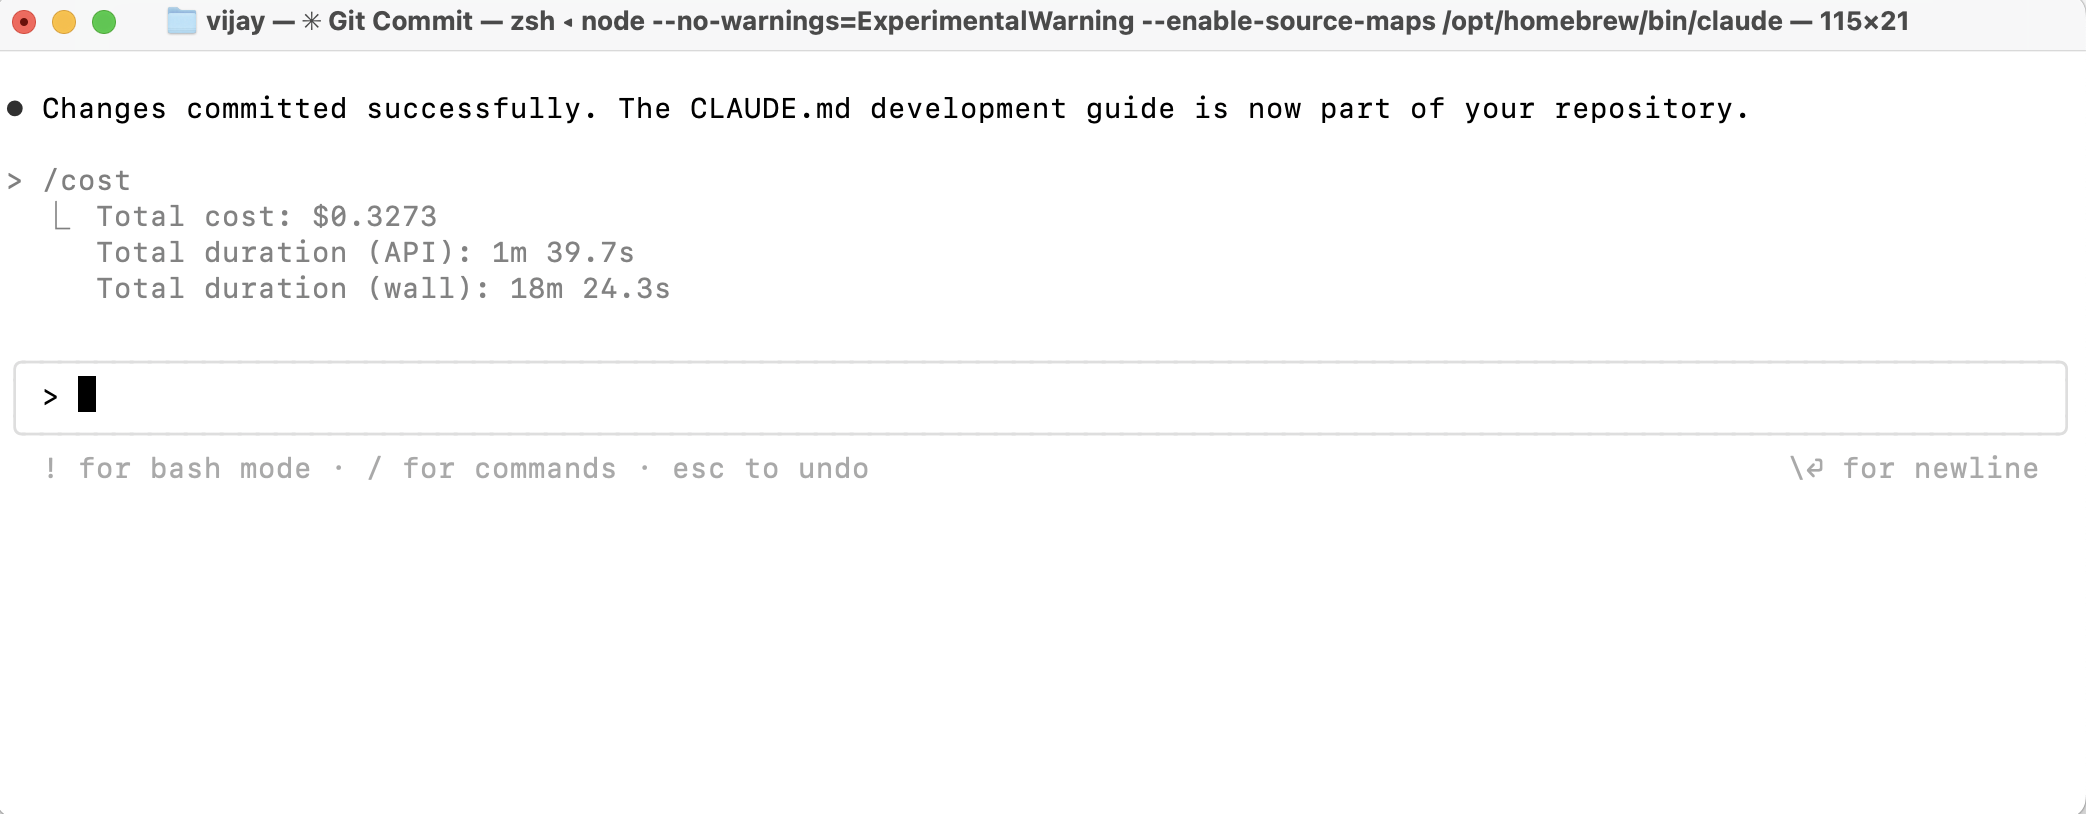 vijay — ✳ Git Commit — zsh ◂ node --no-warnings=ExperimentalWarning --enable-source-maps /opt/homebrew/bin/claude — 115×21
● Changes committed successfully. The CLAUDE.md development guide is now part of your repository.
> /cost
⎿ Total cost: $0.3273
Total duration (API): 1m 39.7s
Total duration (wall): 18m 24.3s
>
! for bash mode · / for commands · esc to undo \⏎ for newline